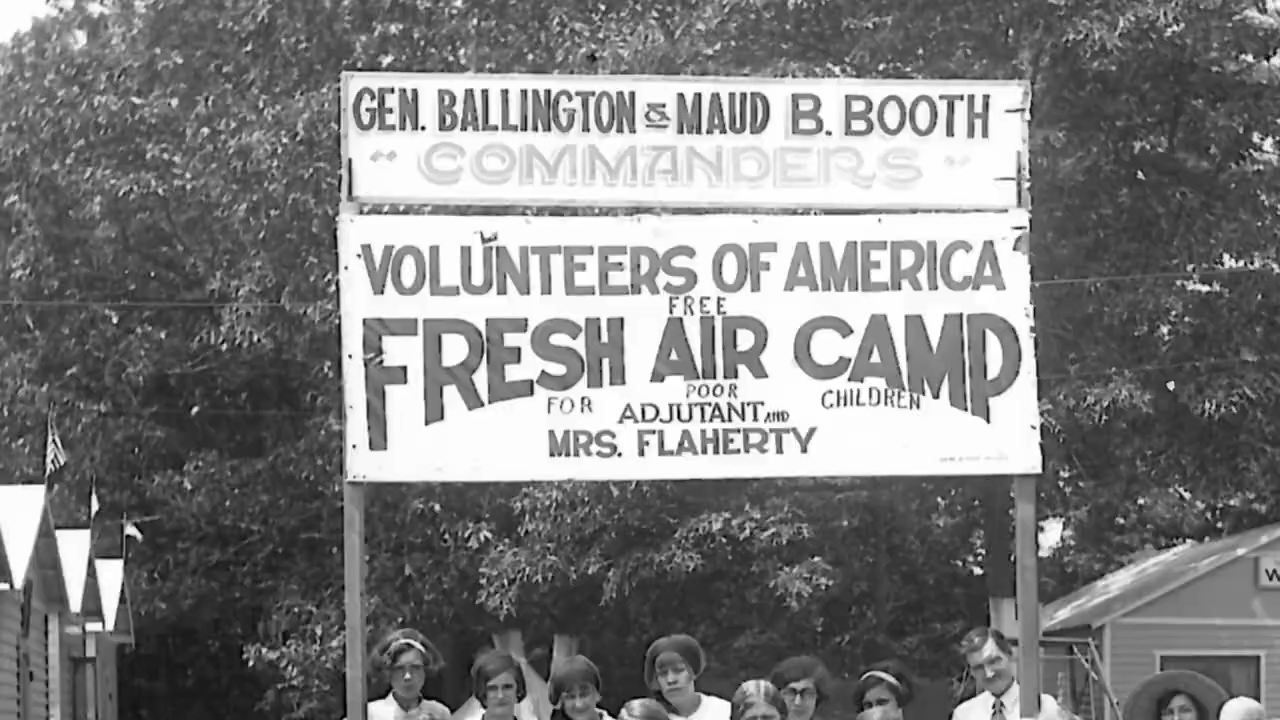 GEN. BALLINGTON & MAUD B. BOOTH
"COMMANDERS"
VOLUNTEERS OF AMERICA
FREE
FRESH AIR CAMP
FOR POOR CHILDREN
ADJUTANT AND
MRS. FLAHERTY
W